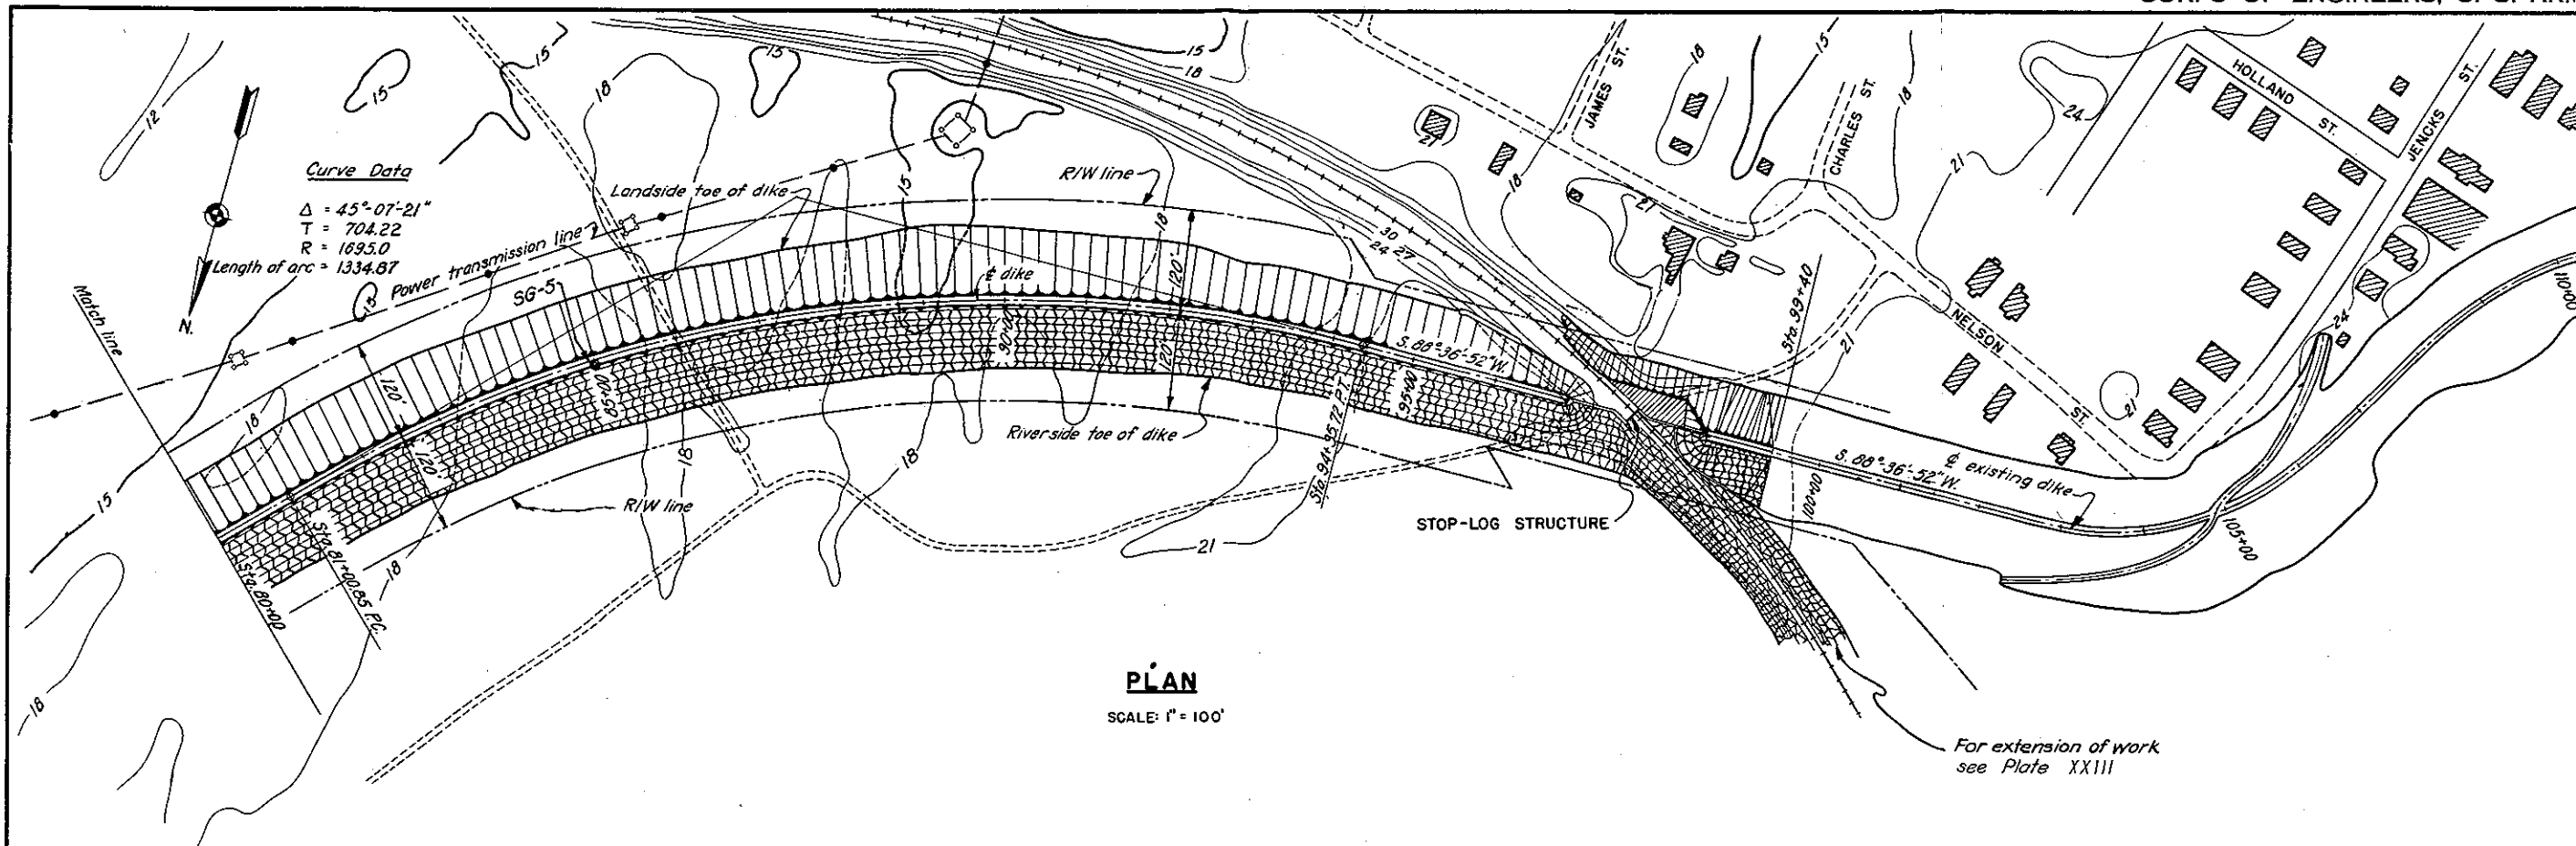 12
15
15
15
18
15
18
JAMES ST.
18
15
CHARLES ST.
18
24
HOLLAND ST.
JENCKS ST.
Curve Data
Δ = 45°-07'-21"
T = 704.22
R = 1695.0
Length of arc = 1334.87
N.
Match line
Power transmission line
15
SG-5
Landside toe of dike
15
R/W line
18
18
21
21
21
30
27
24
℄ dike
120'
120'
120'
120'
85+00
90+00
95+00
S. 88°-36'-52" W.
Sta. 99+40
21
NELSON ST.
21
24
110+00
18
15
Sta. 80+00
Sta. 81+00.85 P.C.
18
R/W line
18
18
Riverside toe of dike
21
Sta. 94+35.72 P.T.
STOP-LOG STRUCTURE
100+00
S. 88°-36'-52" W.
℄ existing dike
105+00
18
PLAN
SCALE: 1" = 100'
For extension of work
see Plate XXIII